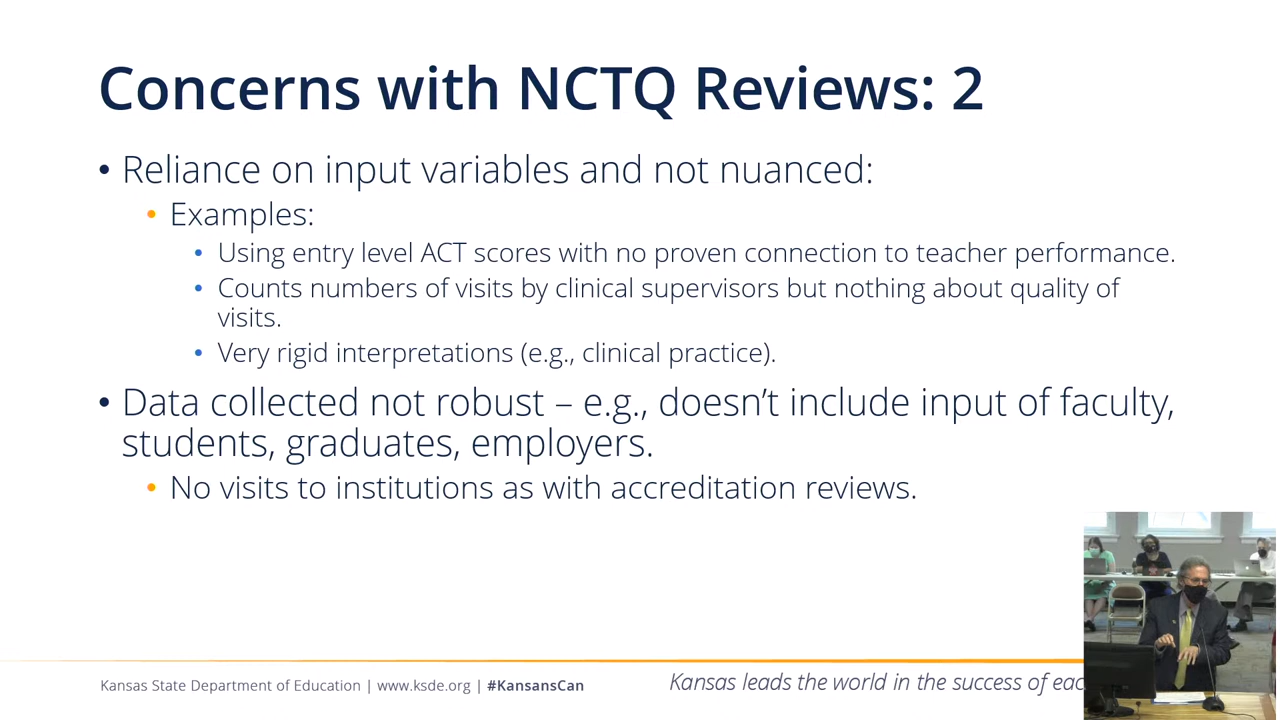 Concerns with NCTQ Reviews: 2
• Reliance on input variables and not nuanced:
• Examples:
• Using entry level ACT scores with no proven connection to teacher performance.
• Counts numbers of visits by clinical supervisors but nothing about quality of
visits.
• Very rigid interpretations (e.g., clinical practice).
• Data collected not robust – e.g., doesn’t include input of faculty,
students, graduates, employers.
• No visits to institutions as with accreditation reviews.
Kansas State Department of Education | www.ksde.org | #KansansCan
Kansas leads the world in the success of